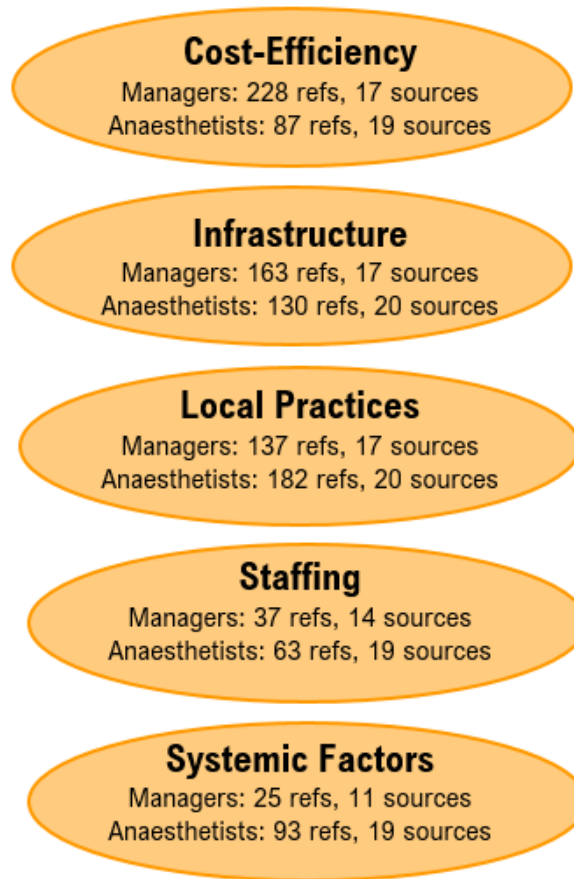 Cost-Efficiency
Managers: 228 refs, 17 sources
Anaesthetists: 87 refs, 19 sources
Infrastructure
Managers: 163 refs, 17 sources
Anaesthetists: 130 refs, 20 sources
Local Practices
Managers: 137 refs, 17 sources
Anaesthetists: 182 refs, 20 sources
Staffing
Managers: 37 refs, 14 sources
Anaesthetists: 63 refs, 19 sources
Systemic Factors
Managers: 25 refs, 11 sources
Anaesthetists: 93 refs, 19 sources